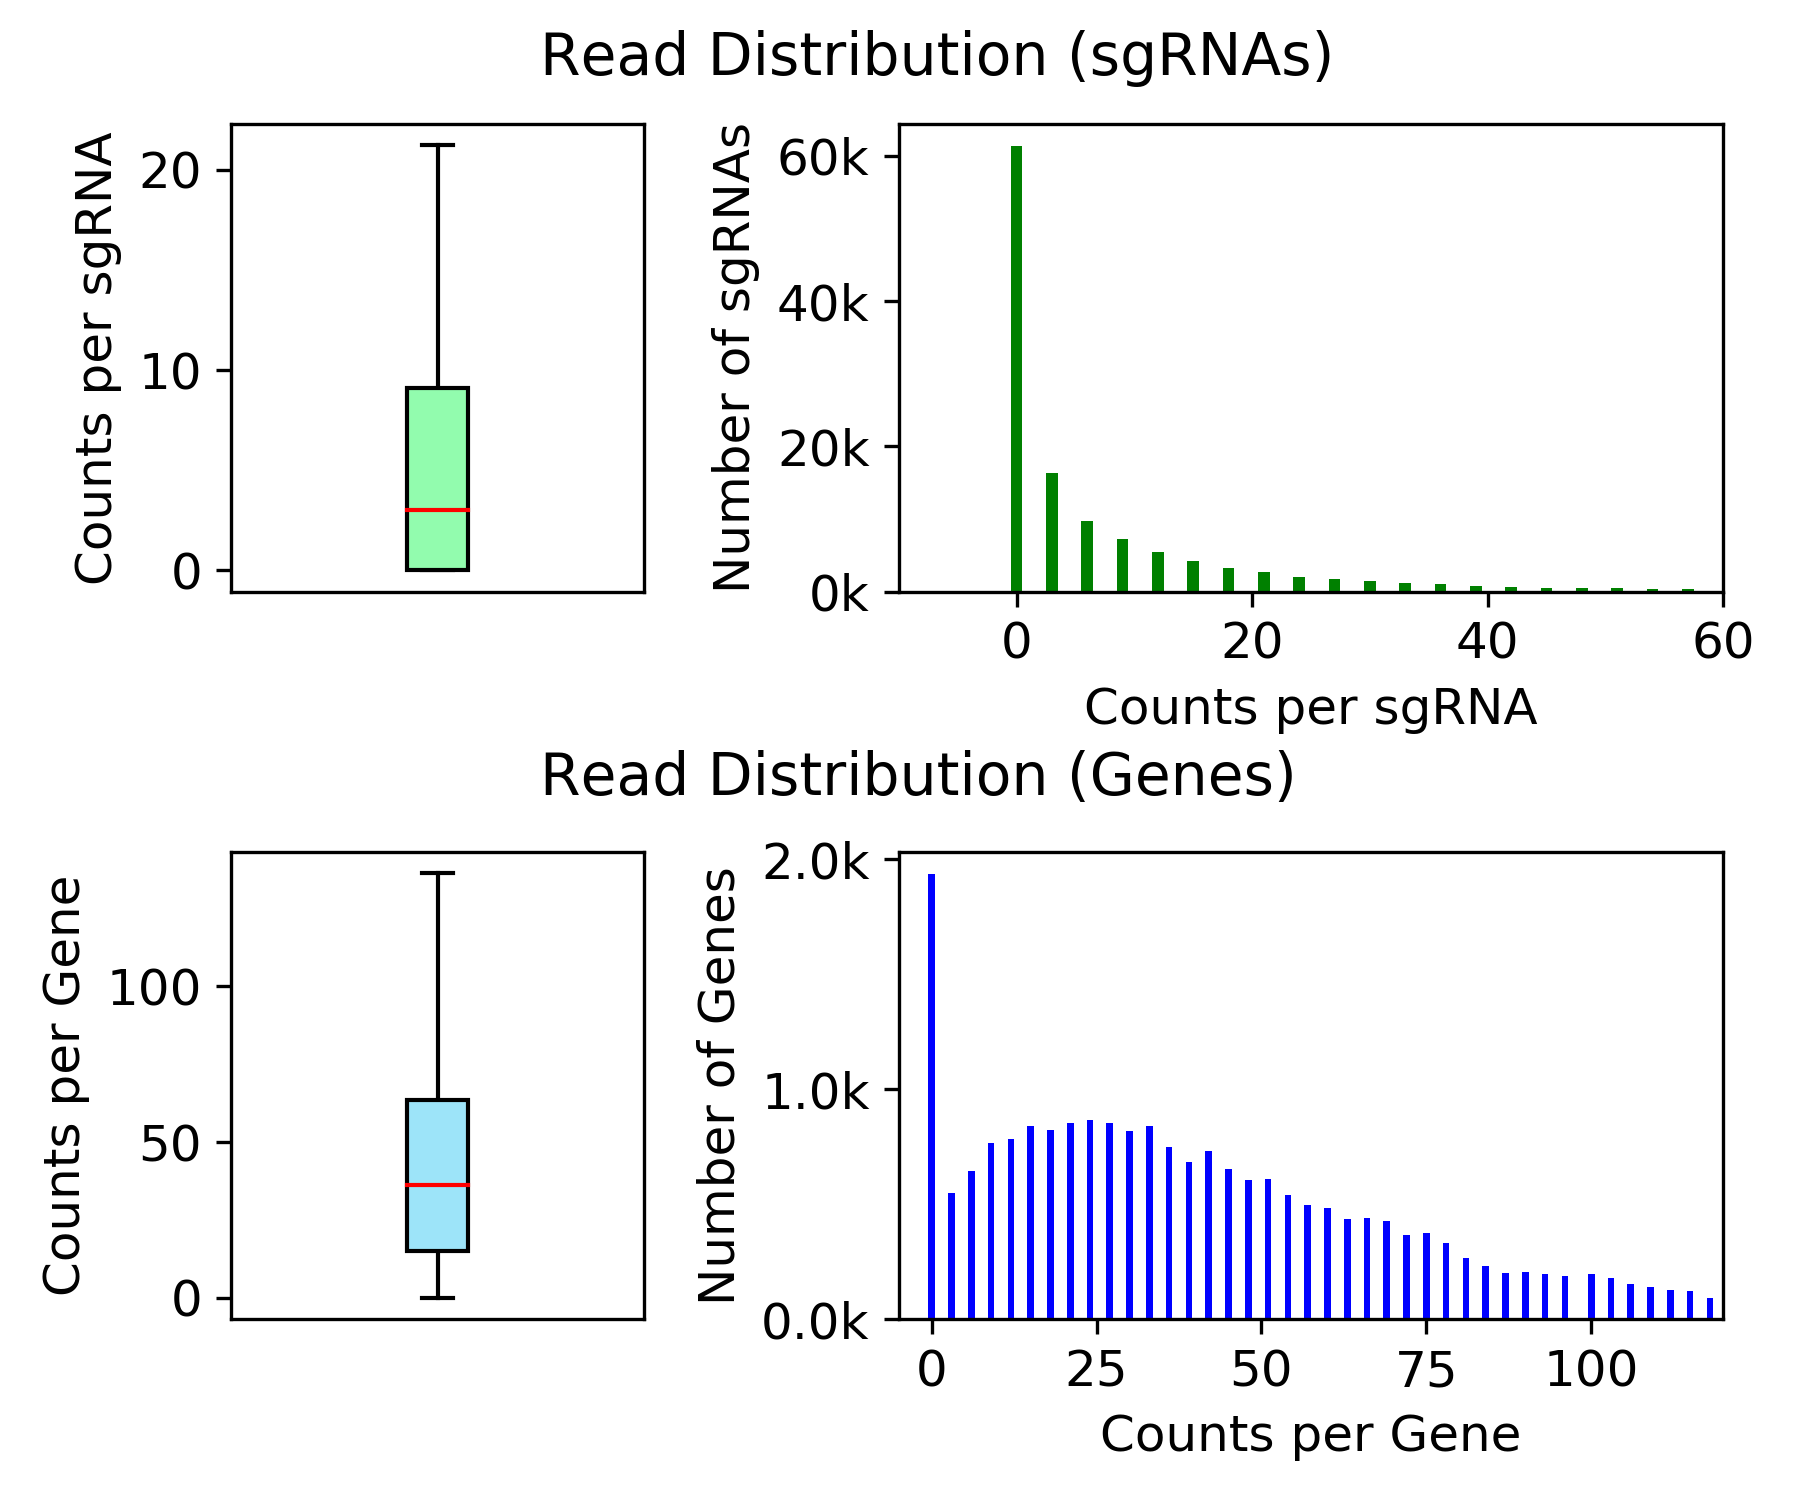 Read Distribution (sgRNAs)
Counts per sgRNA
20
10
0
Number of sgRNAs
60k
40k
20k
0k
0 20 40 60
Counts per sgRNA
Read Distribution (Genes)
Counts per Gene
100
50
0
Number of Genes
2.0k
1.0k
0.0k
0 25 50 75 100
Counts per Gene